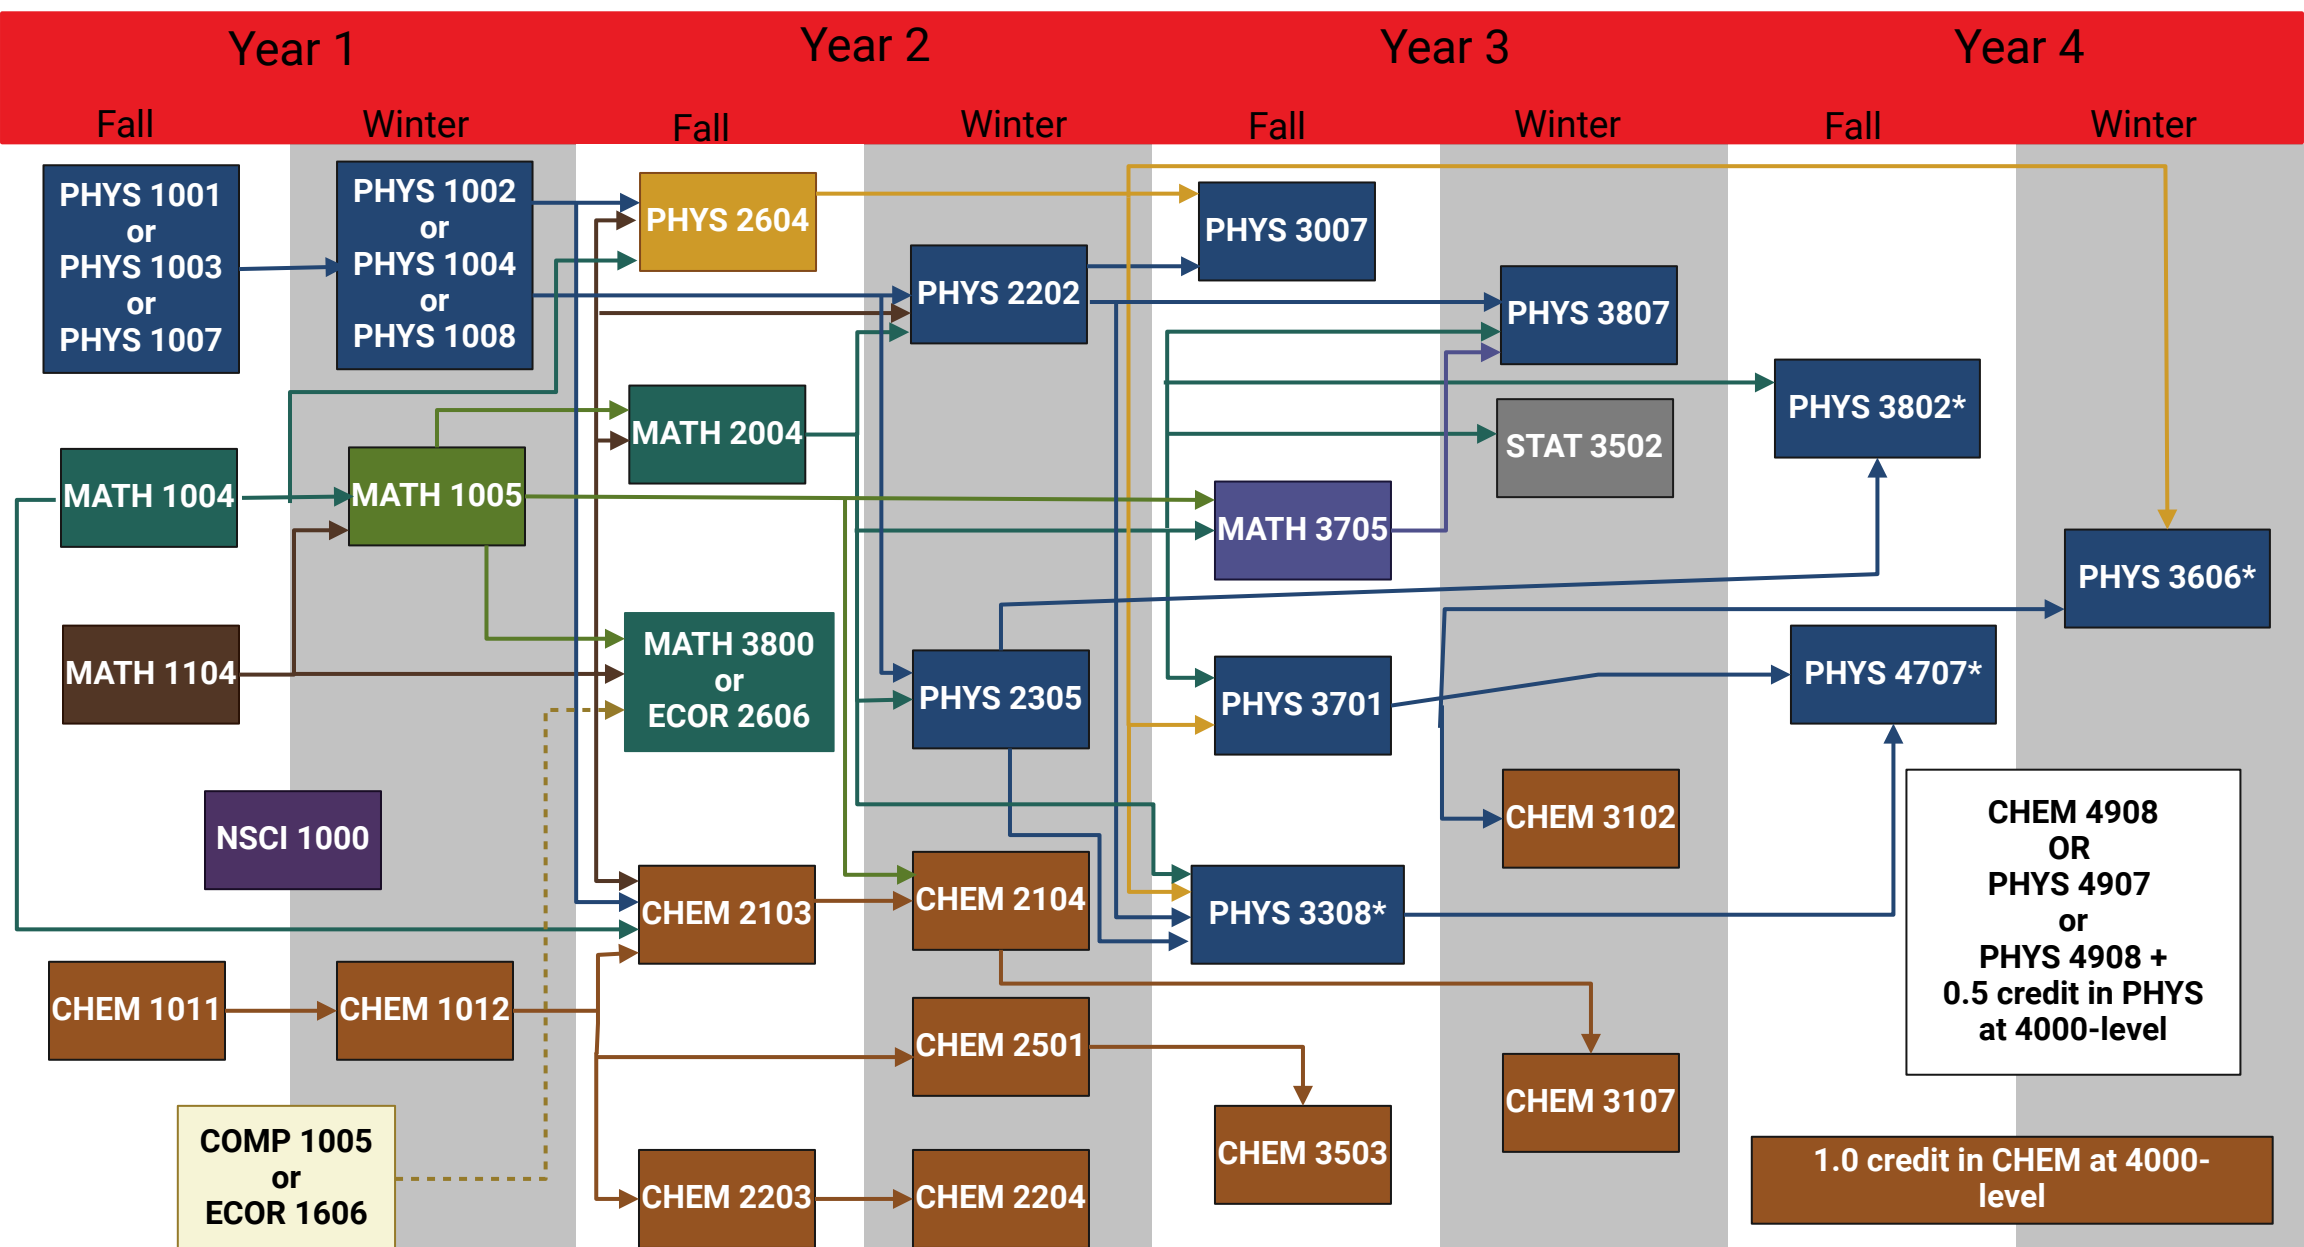 Year 1
Year 2
Year 3
Year 4
Fall
Winter
Fall
Winter
Fall
Winter
Fall
Winter
PHYS 1001
or
PHYS 1003
or
PHYS 1007
MATH 1004
MATH 1104
NSCI 1000
CHEM 1011
COMP 1005
or
ECOR 1606
PHYS 1002
or
PHYS 1004
or
PHYS 1008
MATH 1005
CHEM 1012
PHYS 2604
MATH 2004
MATH 3800
or
ECOR 2606
CHEM 2103
CHEM 2203
PHYS 2202
PHYS 2305
CHEM 2104
CHEM 2501
CHEM 2204
PHYS 3007
MATH 3705
PHYS 3701
PHYS 3308*
CHEM 3503
PHYS 3807
STAT 3502
CHEM 3102
CHEM 3107
PHYS 3802*
PHYS 4707*
PHYS 3606*
CHEM 4908
OR
PHYS 4907
or
PHYS 4908 +
0.5 credit in PHYS
at 4000-level
1.0 credit in CHEM at 4000-
level